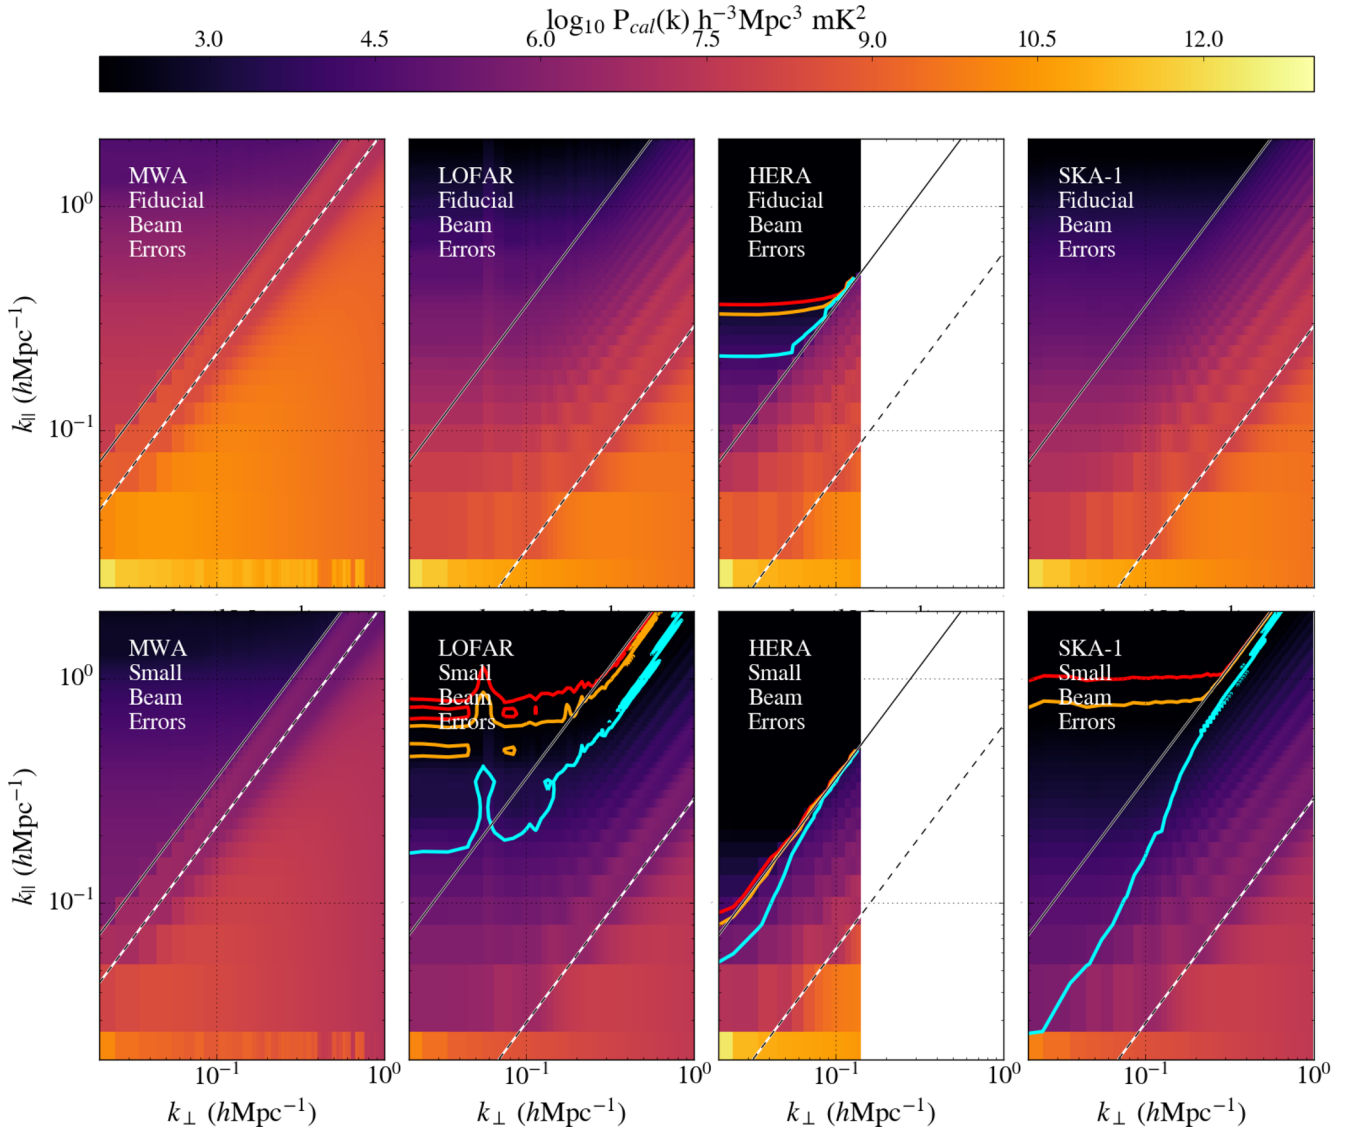 log₁₀ P_cal(k) h⁻³Mpc³ mK²
3.0 4.5 6.0 7.5 9.0 10.5 12.0
MWA
Fiducial
Beam
Errors
LOFAR
Fiducial
Beam
Errors
HERA
Fiducial
Beam
Errors
SKA-1
Fiducial
Beam
Errors
10⁰
10⁻¹
k∥ (hMpc⁻¹)
MWA
Small
Beam
Errors
LOFAR
Small
Beam
Errors
HERA
Small
Beam
Errors
SKA-1
Small
Beam
Errors
10⁰
10⁻¹
k∥ (hMpc⁻¹)
10⁻¹ 10⁰ 10⁻¹ 10⁰ 10⁻¹ 10⁰ 10⁻¹ 10⁰
k⊥ (hMpc⁻¹) k⊥ (hMpc⁻¹) k⊥ (hMpc⁻¹) k⊥ (hMpc⁻¹)